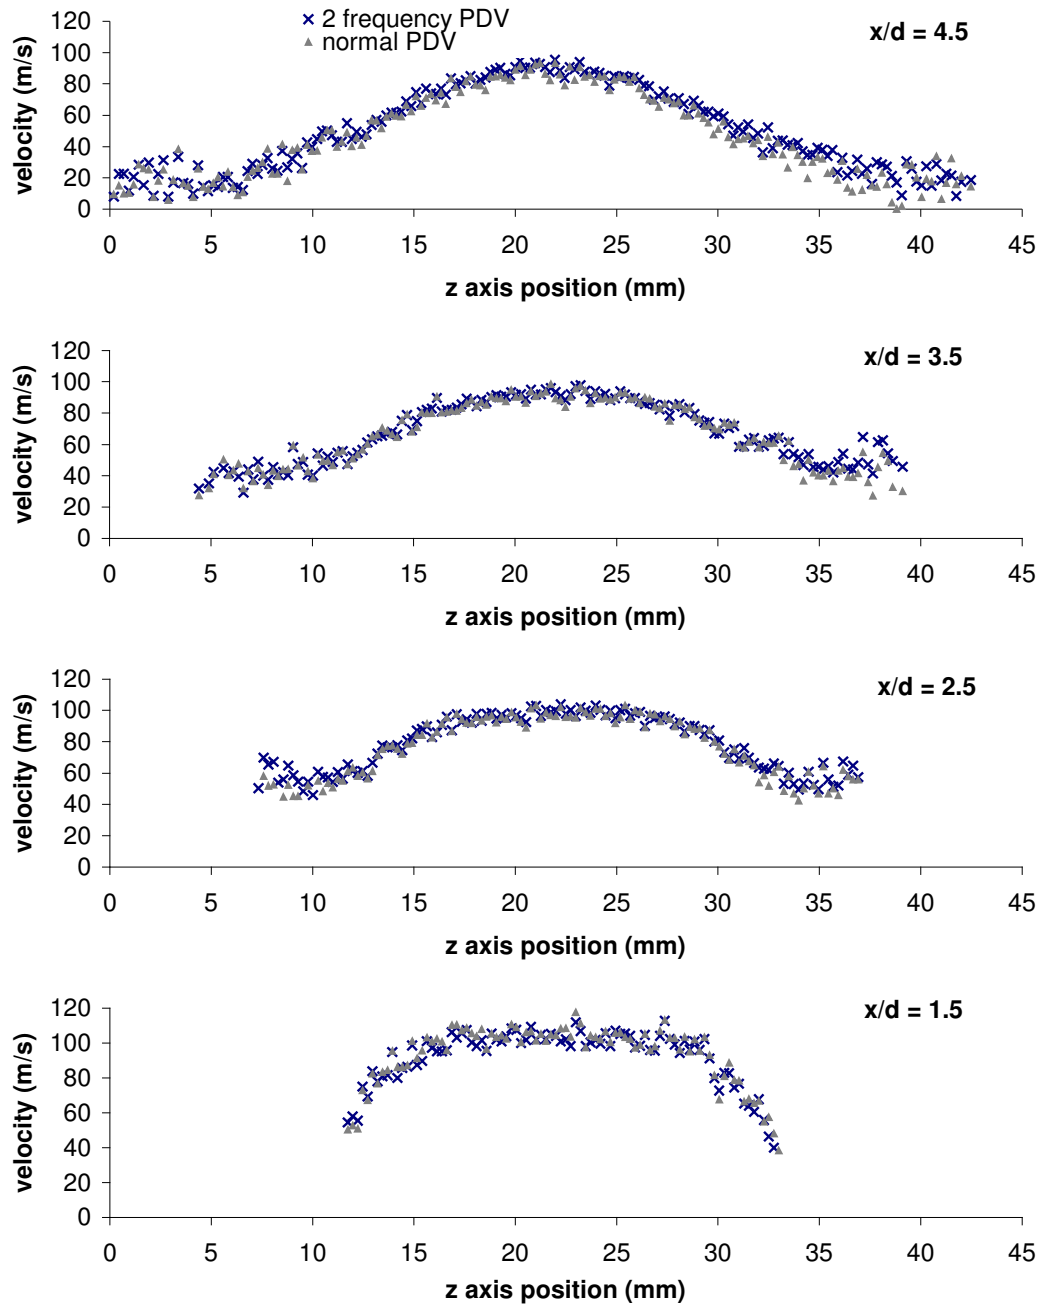 2 frequency PDV
normal PDV
x/d = 4.5
120
100
80
60
40
20
0
velocity (m/s)
0 5 10 15 20 25 30 35 40 45
z axis position (mm)
x/d = 3.5
120
100
80
60
40
20
0
velocity (m/s)
0 5 10 15 20 25 30 35 40 45
z axis position (mm)
x/d = 2.5
120
100
80
60
40
20
0
velocity (m/s)
0 5 10 15 20 25 30 35 40 45
z axis position (mm)
x/d = 1.5
120
100
80
60
40
20
0
velocity (m/s)
0 5 10 15 20 25 30 35 40 45
z axis position (mm)